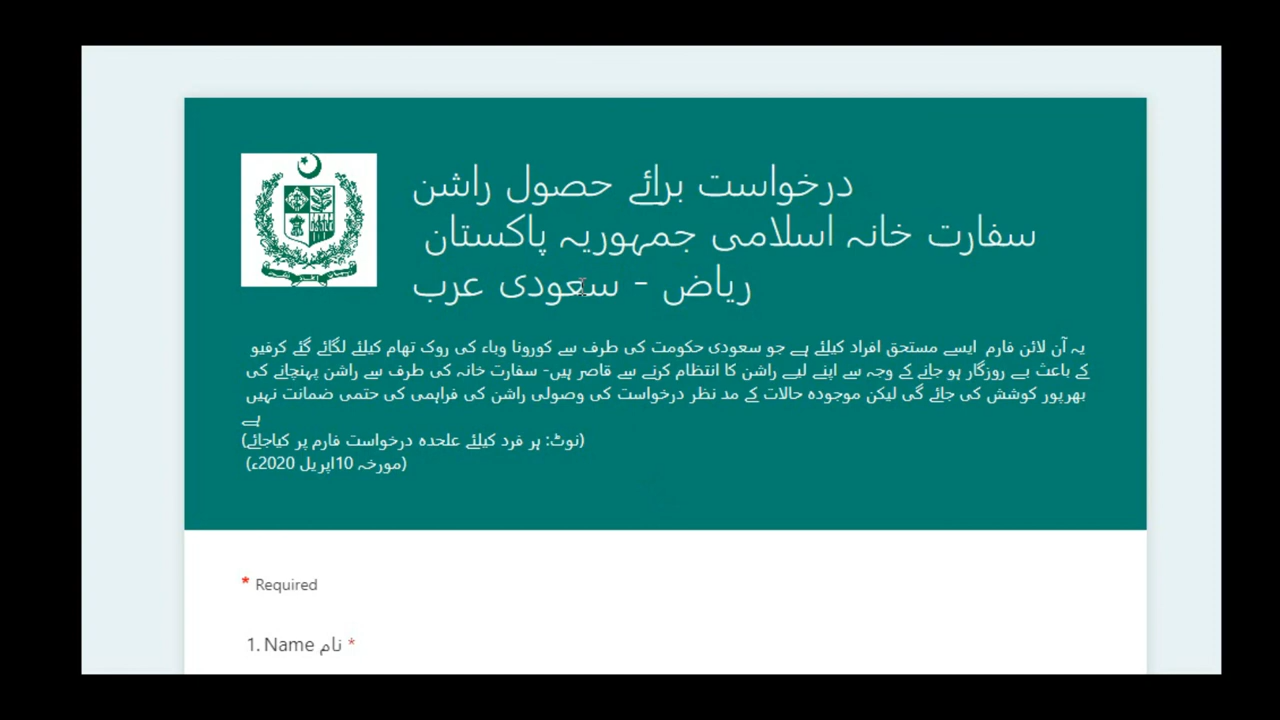 درخواست برائے حصول راشن
سفارت خانہ اسلامی جمہوریہ پاکستان
ریاض - سعودی عرب
یہ آن لائن فارم ایسے مستحق افراد کیلئے ہے جو سعودی حکومت کی طرف سے کورونا وباء کی روک تھام کیلئے لگائے گئے کرفیو
کے باعث بے روزگار ہو جانے کے وجہ سے اپنے لیے راشن کا انتظام کرنے سے قاصر ہیں- سفارت خانہ کی طرف سے راشن پہنچانے کی
بھرپور کوشش کی جائے گی لیکن موجودہ حالات کے مد نظر درخواست کی وصولی راشن کی فراہمی کی حتمی ضمانت نہیں
ہے
(نوٹ: ہر فرد کیلئے علحدہ درخواست فارم پر کیاجائے)
(مورخہ 10اپریل 2020ء)
* Required
1. Name نام *